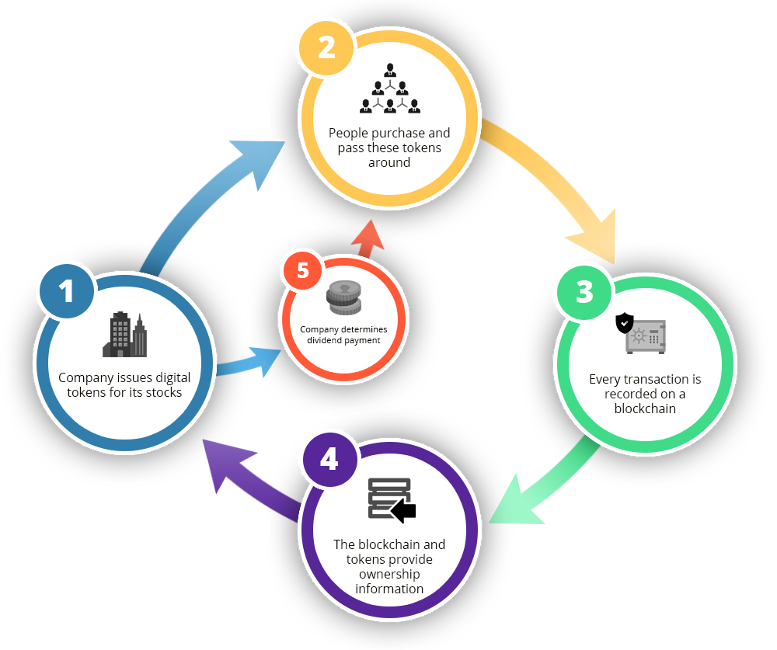 1
Company issues digital
tokens for its stocks
2
People purchase and
pass these tokens
around
3
Every transaction is
recorded on a
blockchain
4
The blockchain and
tokens provide
ownership
information
5
Company determines
dividend payment